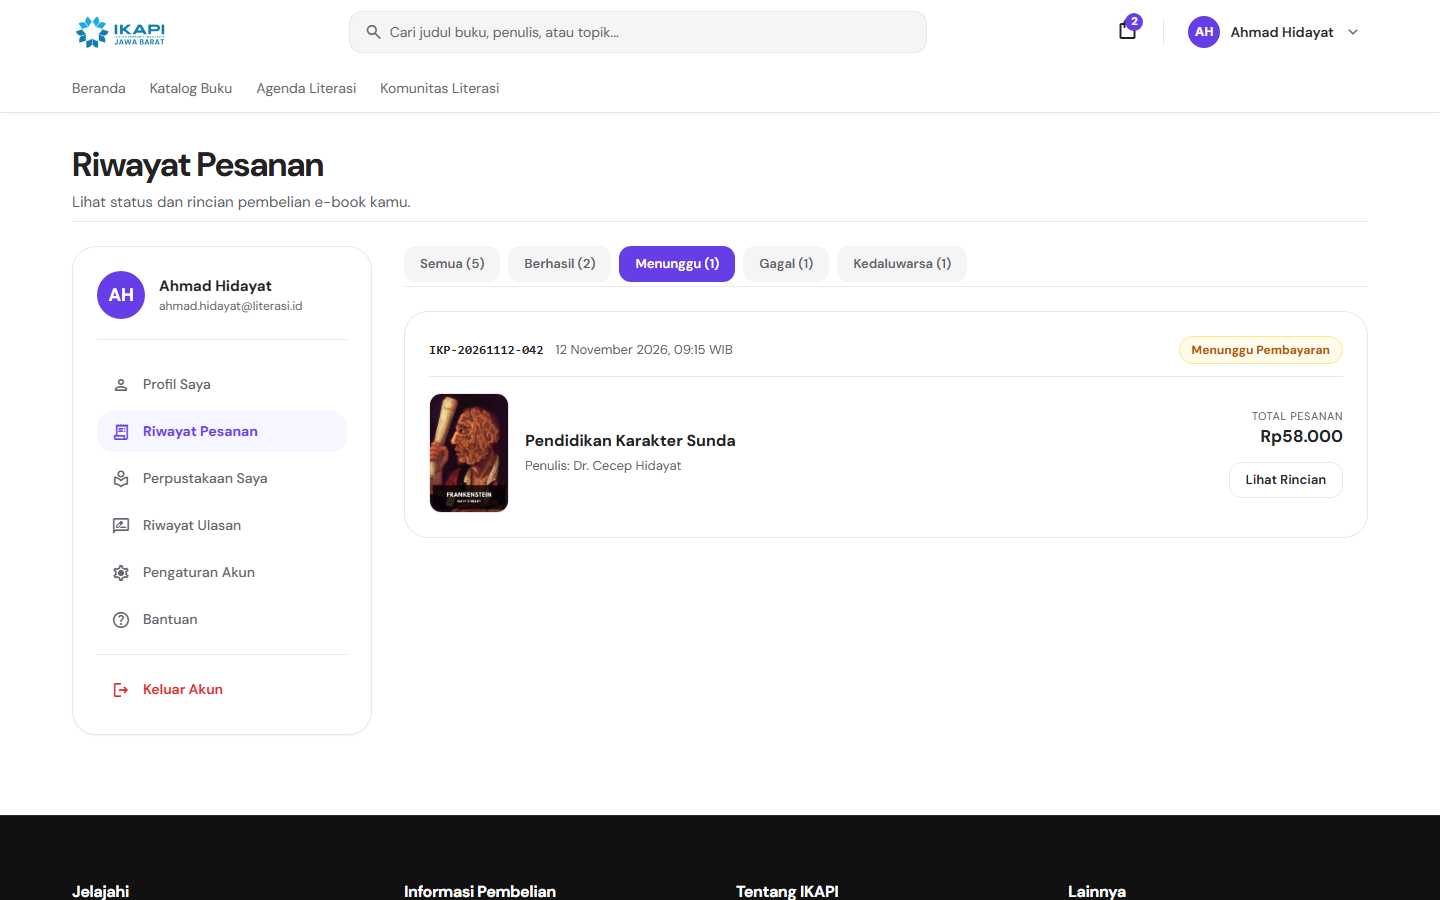 IKAPI
JAWA BARAT
Cari judul buku, penulis, atau topik...
2
AH
Ahmad Hidayat
Beranda
Katalog Buku
Agenda Literasi
Komunitas Literasi
Riwayat Pesanan
Lihat status dan rincian pembelian e-book kamu.
AH
Ahmad Hidayat
ahmad.hidayat@literasi.id
Profil Saya
Riwayat Pesanan
Perpustakaan Saya
Riwayat Ulasan
Pengaturan Akun
Bantuan
Keluar Akun
Semua (5)
Berhasil (2)
Menunggu (1)
Gagal (1)
Kedaluwarsa (1)
IKP-20261112-042
12 November 2026, 09:15 WIB
Menunggu Pembayaran
FRANKENSTEIN
Pendidikan Karakter Sunda
Penulis: Dr. Cecep Hidayat
TOTAL PESANAN
Rp58.000
Lihat Rincian
Jelajahi
Informasi Pembelian
Tentang IKAPI
Lainnya